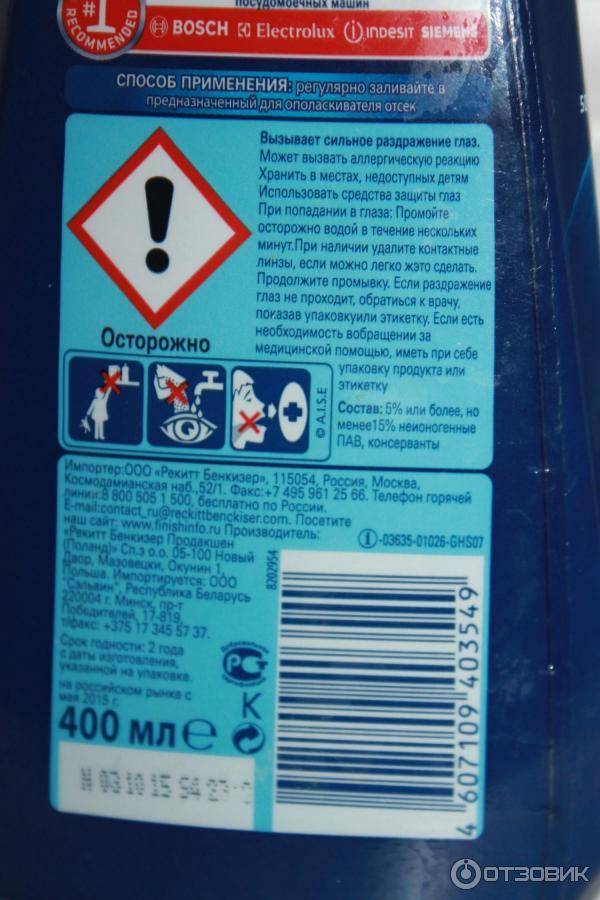 #1
RECOMMENDED
посудомоечных машин
BOSCH Electrolux indesit SIEMENS
СПОСОБ ПРИМЕНЕНИЯ: регулярно заливайте в
предназначенный для ополаскивателя отсек
Вызывает сильное раздражение глаз.
Может вызвать аллергическую реакцию
Хранить в местах, недоступных детям
Использовать средства защиты глаз
При попадании в глаза: Промойте
осторожно водой в течение нескольких
минут.При наличии удалите контактные
линзы, если можно легко жэто сделать.
Продолжите промывку. Если раздражение
глаз не проходит, обратиться к врачу,
показав упаковкуили этикетку. Если есть
необходимость вобращении за
медицинской помощью, иметь при себе
упаковку продукта или
этикетку
Осторожно
© A.I.S.E
Состав: 5% или более, но
менее15% неионогенные
ПАВ, консерванты
Импортер:ООО «Рекитт Бенкизер», 115054, Россия, Москва,
Космодамианская наб.,52/1. Факс:+7 495 961 25 66. Телефон горячей
линии:8 800 505 1 500, бесплатно по России.
E-mail:contact_ru@reckittbenckiser.com. Посетите
наш сайт: www.finishinfo.ru Производитель:
«Рекитт Бенкизер Продакшен
(Поланд)» Сп.з о.о. 05-100 Новый
Двор, Мазовецки, Окунин 1,
Польша. Импортируется: ООО
"Сэльвин", Республика Беларусь
220004 г. Минск, пр-т
Победителей, 17-819,
т/факс: +375 17 345 57 37.
Срок годности: 2 года
с даты изготовления,
указанной на упаковке.
на российском рынке с
мая 2015 г.
400 мл e
К
i -03635-01026-GHS07
8202954
4 607109 403549
ОТЗОВИК